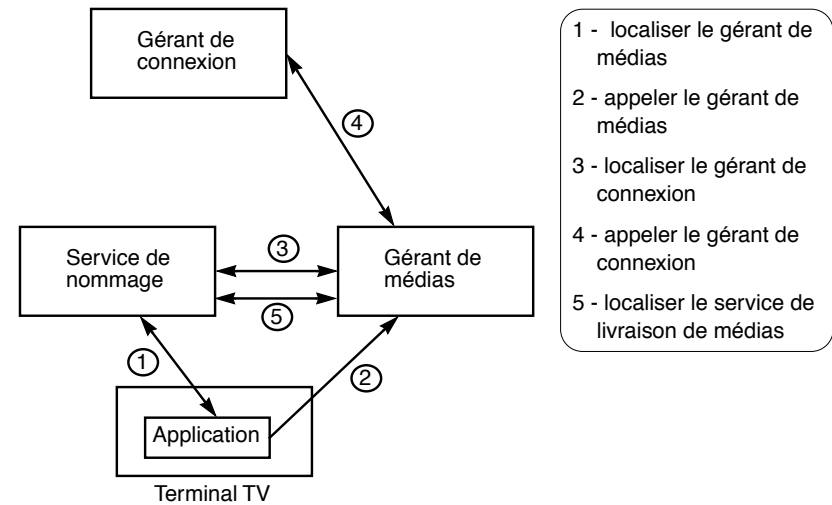 Gérant de
connexion
4
Service de
nommage
3
5
Gérant de
médias
1
2
Application
Terminal TV
1 - localiser le gérant de
médias
2 - appeler le gérant de
médias
3 - localiser le gérant de
connexion
4 - appeler le gérant de
connexion
5 - localiser le service de
livraison de médias